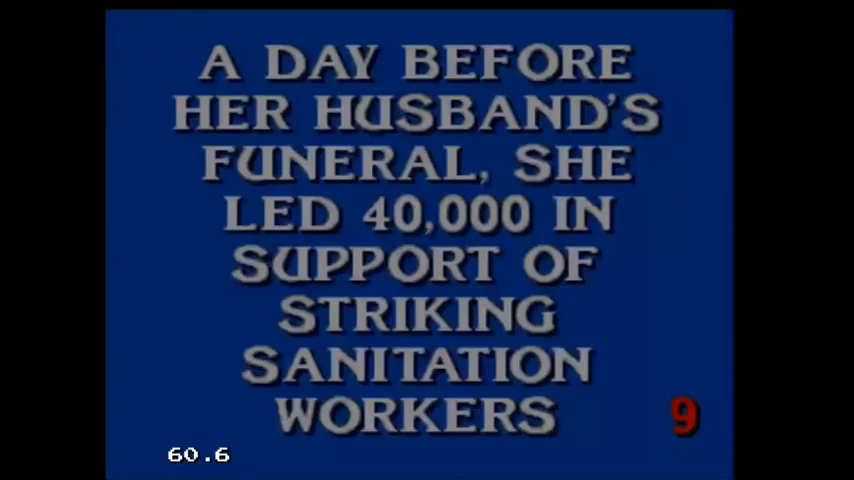 A DAY BEFORE
HER HUSBAND'S
FUNERAL, SHE
LED 40,000 IN
SUPPORT OF
STRIKING
SANITATION
WORKERS
9
60.6